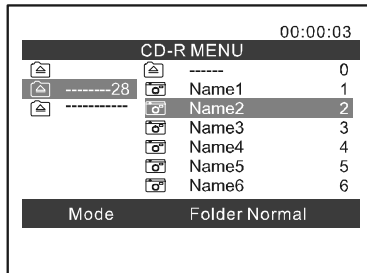 00:00:03
CD-R MENU
------ 0
--------28 Name1 1
----------- Name2 2
Name3 3
Name4 4
Name5 5
Name6 6
Mode Folder Normal